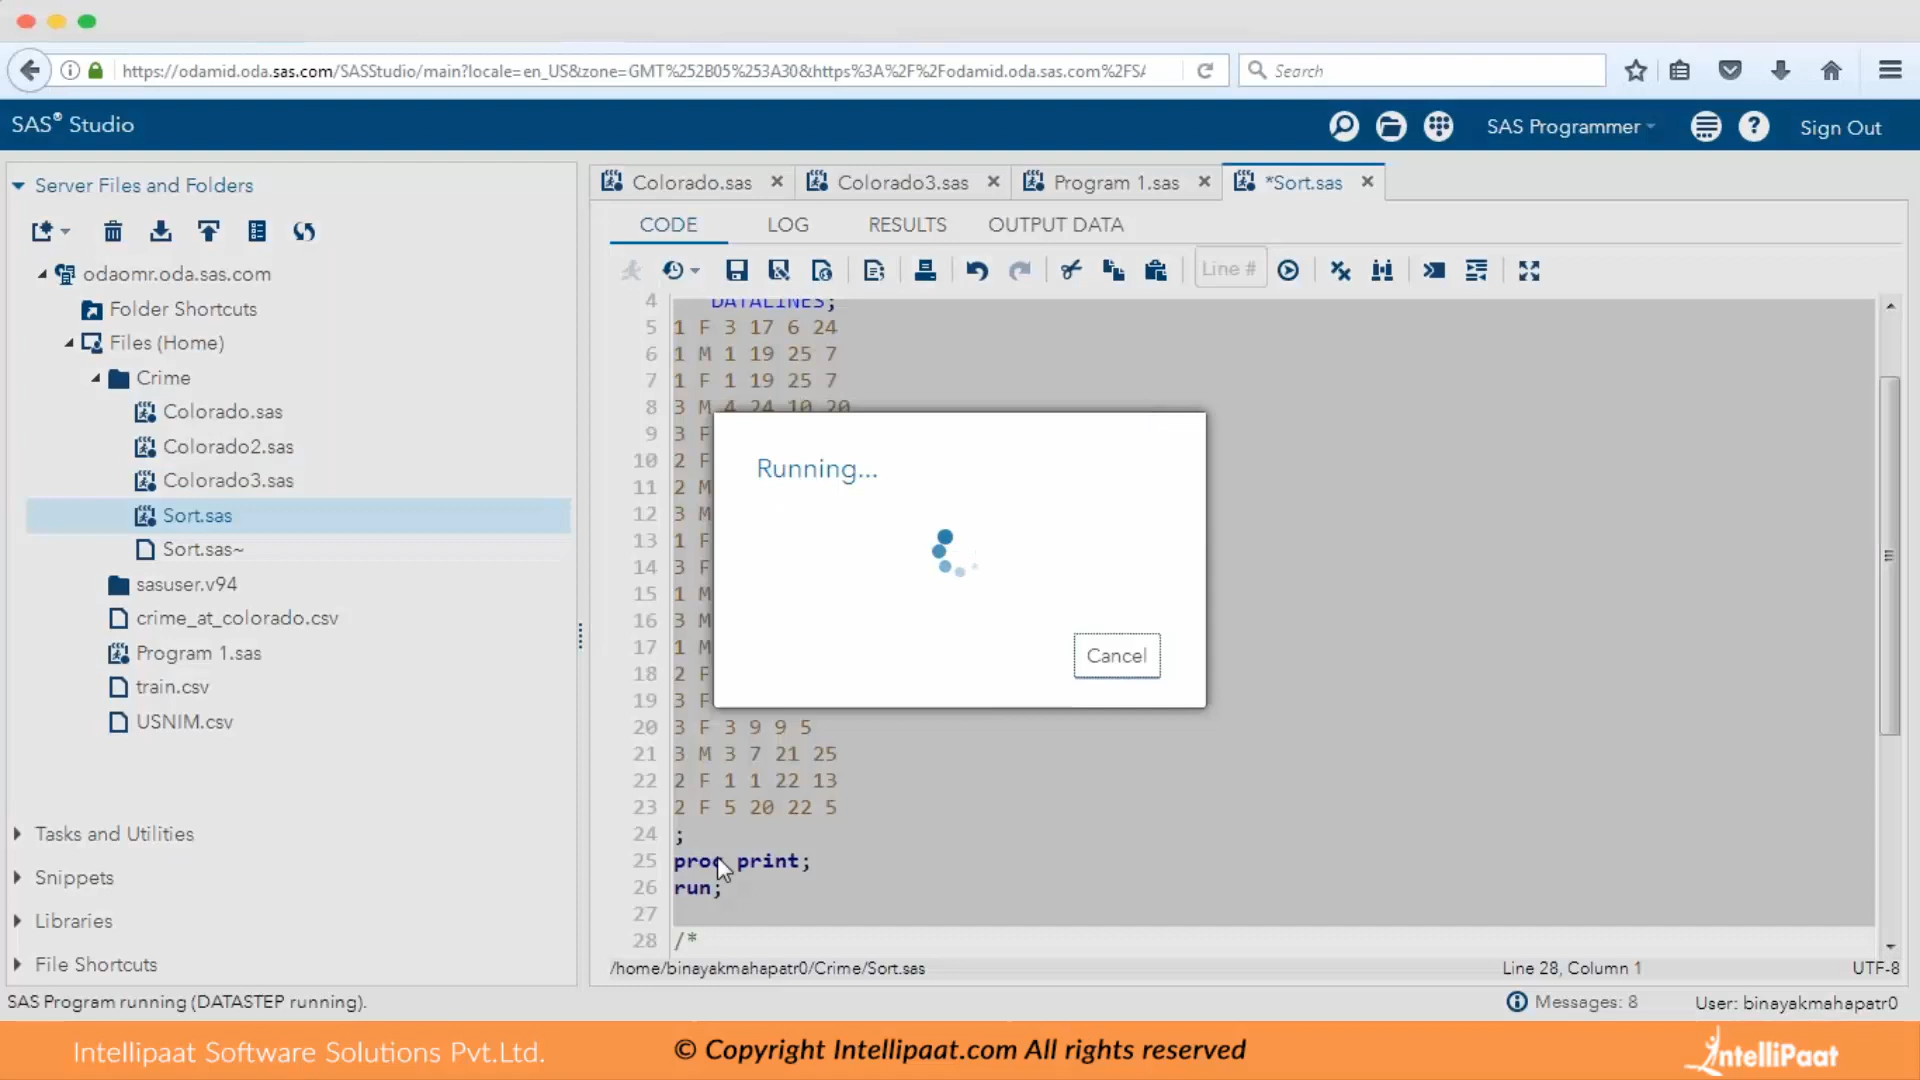 https://odamid.oda.sas.com/SASStudio/main?locale=en_US&zone=GMT%252B05%253A30&https%3A%2F%2Fodamid.oda.sas.com%2FSA
Search
SAS® Studio
SAS Programmer
Sign Out
Server Files and Folders
Colorado.sas
Colorado3.sas
Program 1.sas
*Sort.sas
CODE
LOG
RESULTS
OUTPUT DATA
Line #
odaomr.oda.sas.com
Folder Shortcuts
Files (Home)
Crime
Colorado.sas
Colorado2.sas
Colorado3.sas
Sort.sas
Sort.sas~
sasuser.v94
crime_at_colorado.csv
Program 1.sas
train.csv
USNIM.csv
Tasks and Utilities
Snippets
Libraries
File Shortcuts
4 DATALINES;
5 1 F 3 17 6 24
6 1 M 1 19 25 7
7 1 F 1 19 25 7
8 3 M 4 24 10 20
9 3 F
10 2 F
11 2 M
12 3 M
13 1 F
14 3 F
15 1 M
16 3 M
17 1 M
18 2 F
19 3 F
20 3 F 3 9 9 5
21 3 M 3 7 21 25
22 2 F 1 1 22 13
23 2 F 5 20 22 5
24 ;
25 proc print;
26 run;
27
28 /*
Running...
Cancel
/home/binayakmahapatr0/Crime/Sort.sas
Line 28, Column 1
UTF-8
SAS Program running (DATASTEP running).
Messages: 8
User: binayakmahapatr0
Intellipaat Software Solutions Pvt.Ltd.
© Copyright Intellipaat.com All rights reserved
IntelliPaat